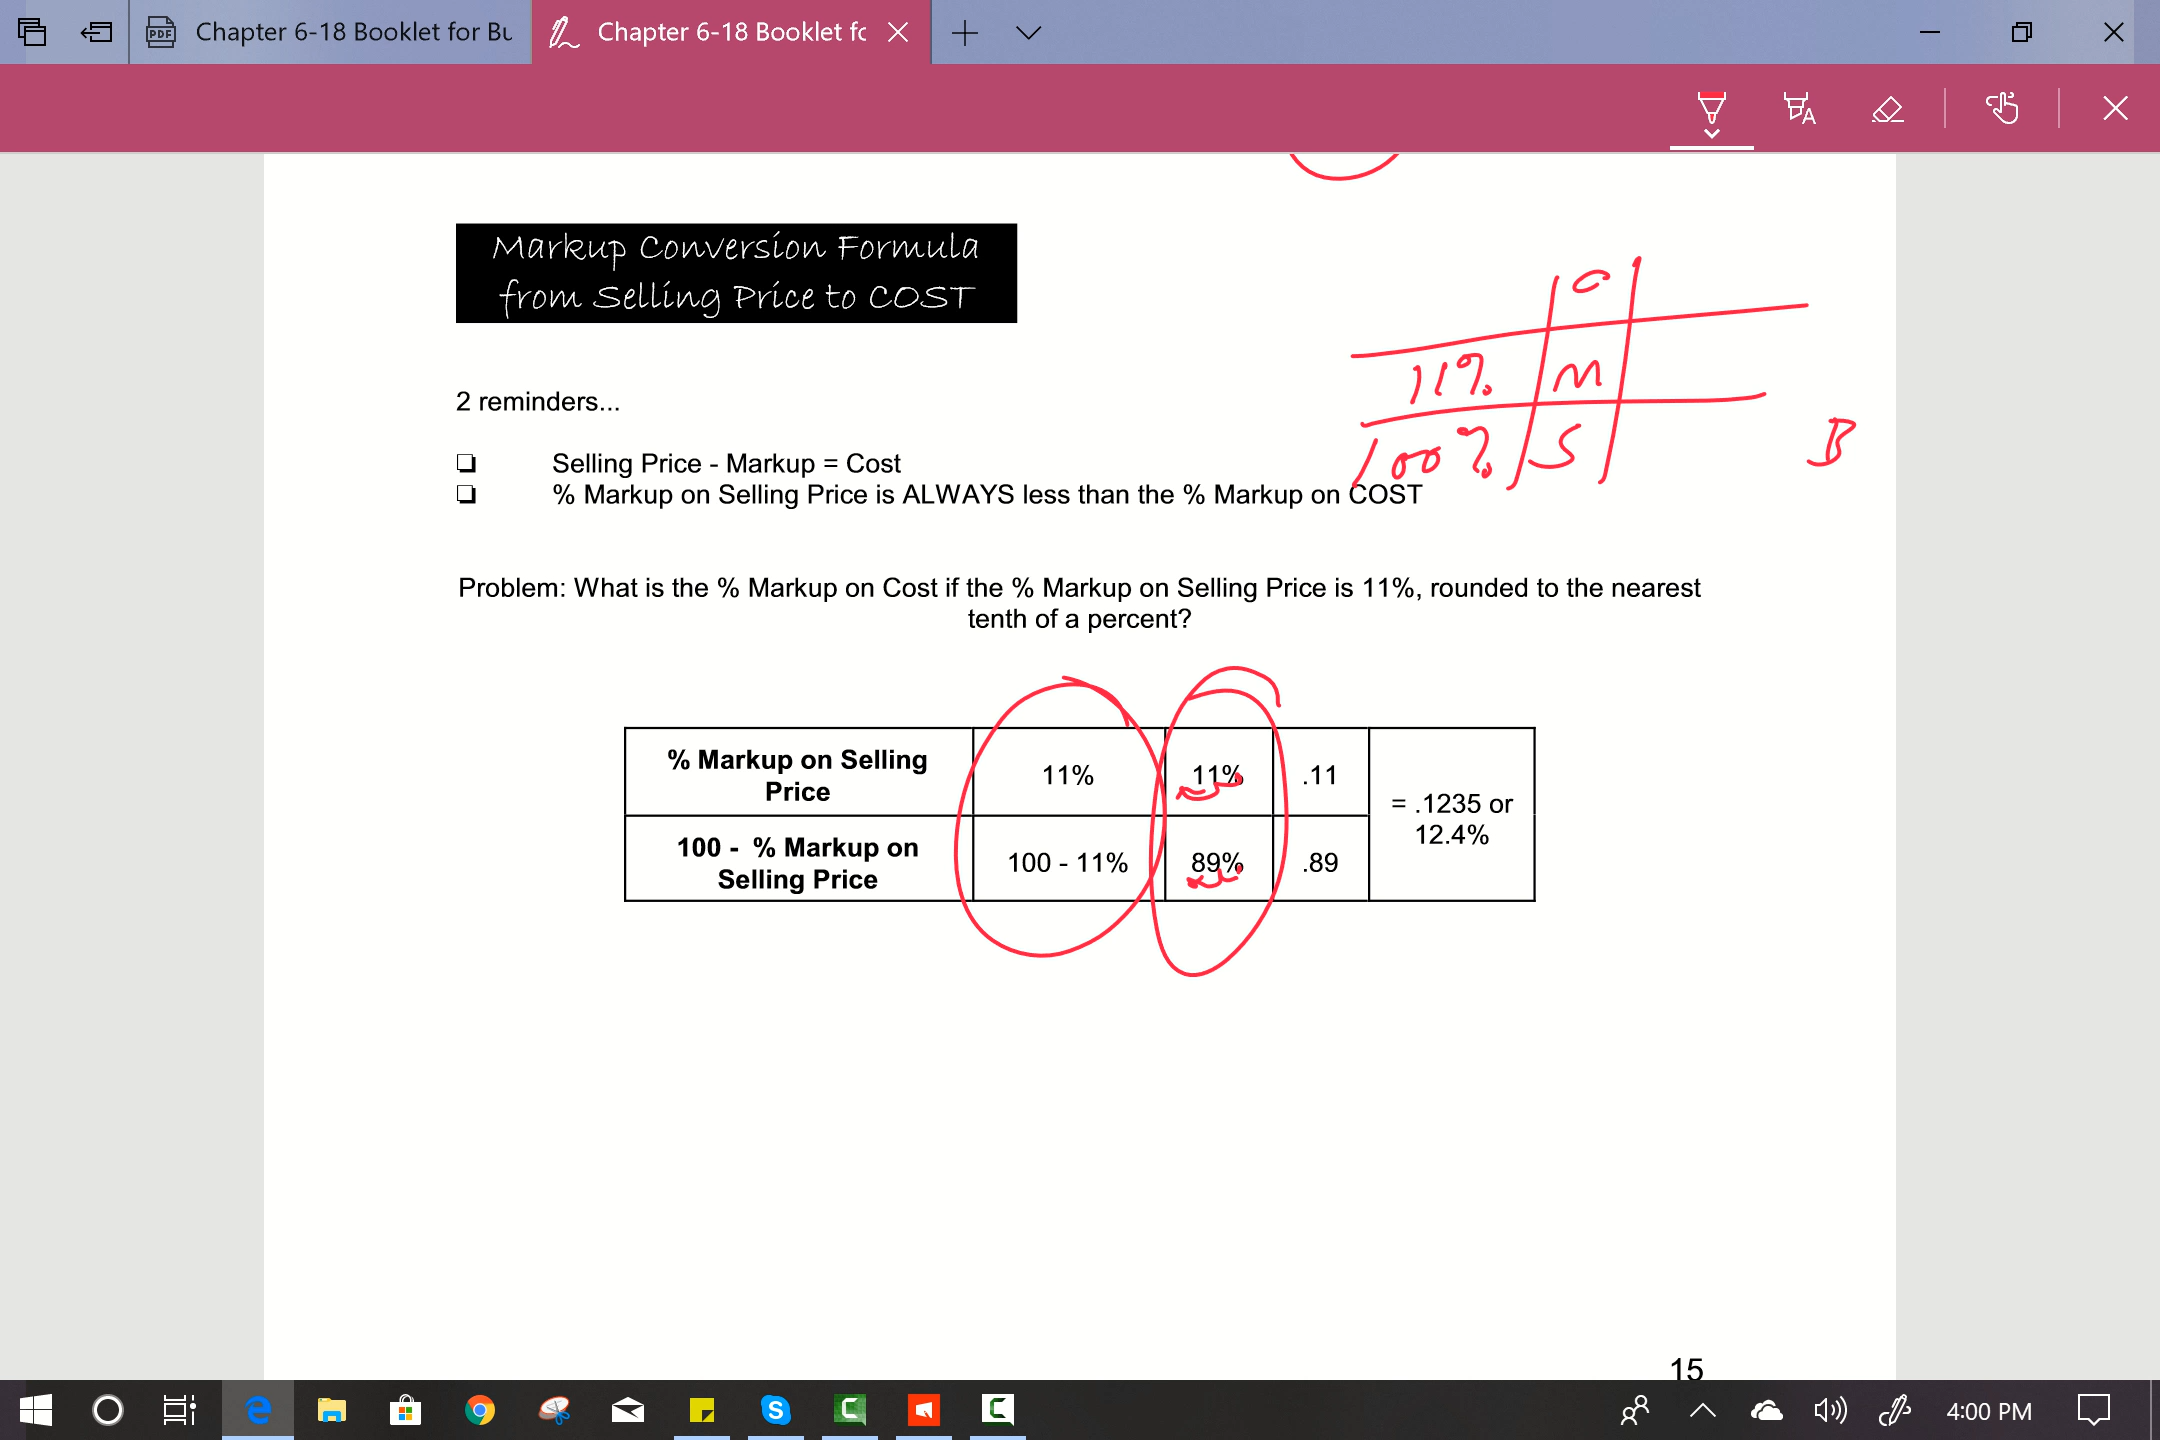 Chapter 6-18 Booklet for Bu
Chapter 6-18 Booklet fo
Markup Conversion Formula
from Selling Price to COST
C
11% M
100% S
B
2 reminders...
❏ Selling Price - Markup = Cost
❏ % Markup on Selling Price is ALWAYS less than the % Markup on COST
Problem: What is the % Markup on Cost if the % Markup on Selling Price is 11%, rounded to the nearest
tenth of a percent?
% Markup on Selling
Price
11% 11% .11
100 - % Markup on
Selling Price
100 - 11% 89% .89
= .1235 or
12.4%
15
4:00 PM